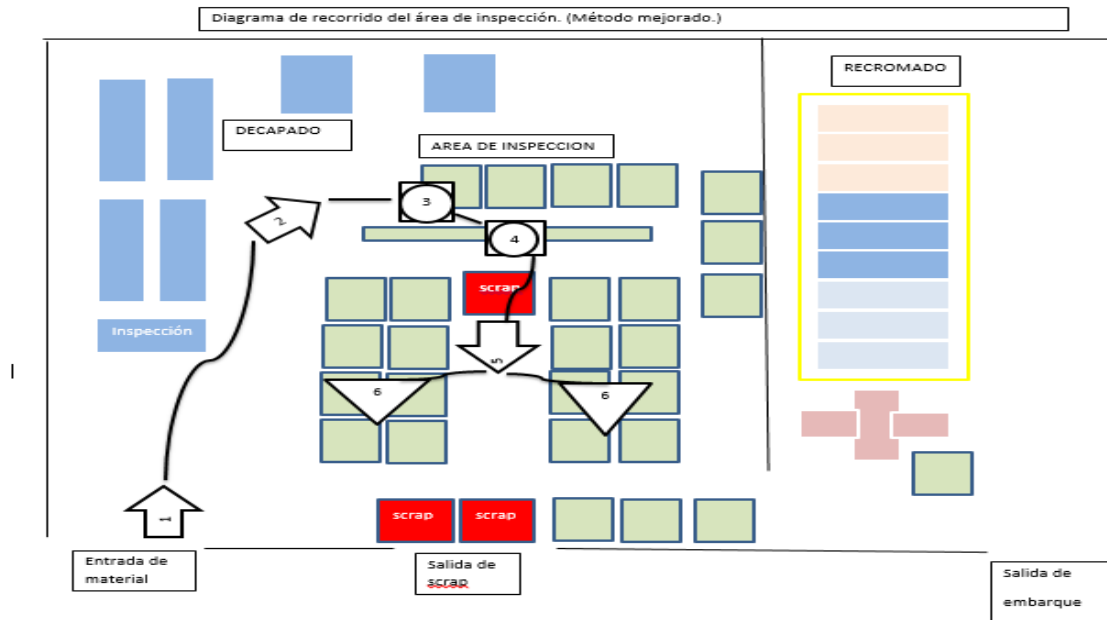 Diagrama de recorrido del área de inspección. (Método mejorado.)
RECROMADO
DECAPADO
AREA DE INSPECCION
3
2
4
scrap
Inspección
5
6
6
1
scrap
scrap
Entrada de
material
Salida de
scrap
Salida de
embarque